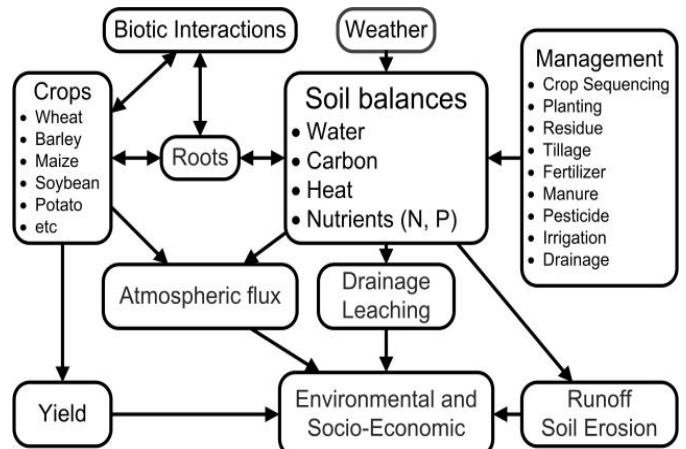 Biotic Interactions
Weather
Crops
• Wheat
• Barley
• Maize
• Soybean
• Potato
• etc
Roots
Soil balances
• Water
• Carbon
• Heat
• Nutrients (N, P)
Management
• Crop Sequencing
• Planting
• Residue
• Tillage
• Fertilizer
• Manure
• Pesticide
• Irrigation
• Drainage
Atmospheric flux
Drainage
Leaching
Yield
Environmental and
Socio-Economic
Runoff
Soil Erosion